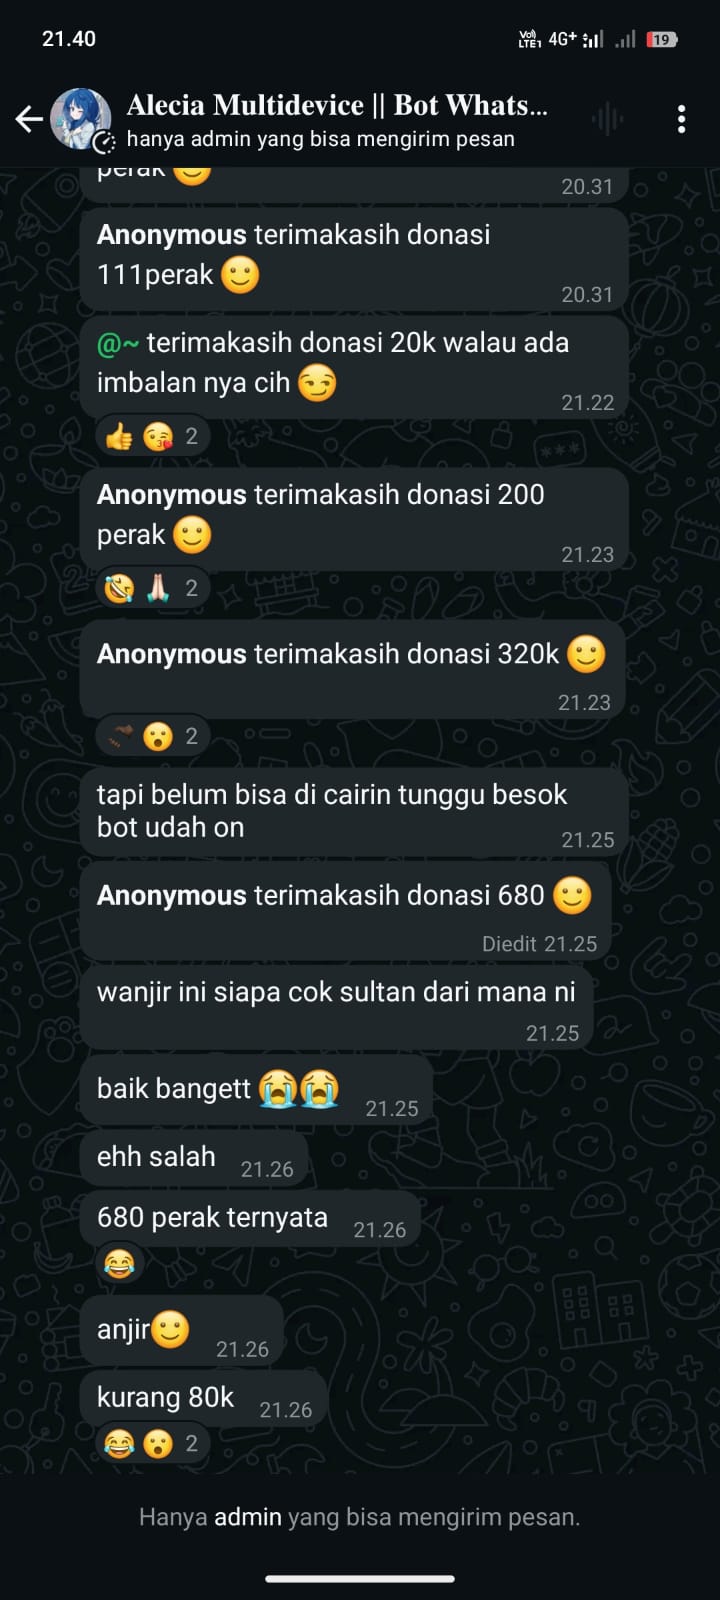 21.40
Vo)) LTE1 4G+ 19
Alecia Multidevice || Bot Whats...
hanya admin yang bisa mengirim pesan
perak 🙂
20.31
Anonymous terimakasih donasi
111perak 🙂
20.31
@~ terimakasih donasi 20k walau ada
imbalan nya cih 😏
21.22
👍 😘 2
Anonymous terimakasih donasi 200
perak 🙂
21.23
🤣 🙏🏻 2
Anonymous terimakasih donasi 320k 🙂
21.23
😮 2
tapi belum bisa di cairin tunggu besok
bot udah on
21.25
Anonymous terimakasih donasi 680 🙂
Diedit 21.25
wanjir ini siapa cok sultan dari mana ni
21.25
baik bangett 😭😭 21.25
ehh salah 21.26
680 perak ternyata 21.26
😂
anjir🙂 21.26
kurang 80k 21.26
😂 😮 2
Hanya admin yang bisa mengirim pesan.